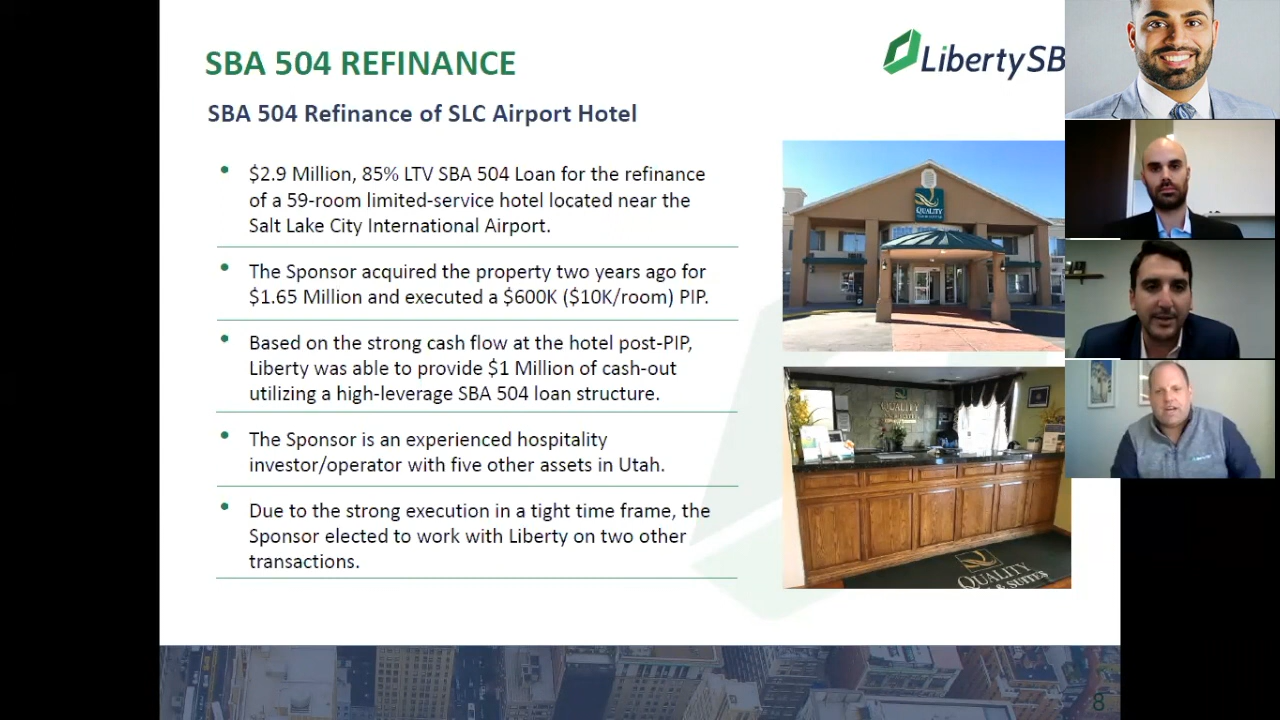 SBA 504 REFINANCE
LibertySB
SBA 504 Refinance of SLC Airport Hotel
• $2.9 Million, 85% LTV SBA 504 Loan for the refinance
of a 59-room limited-service hotel located near the
Salt Lake City International Airport.
• The Sponsor acquired the property two years ago for
$1.65 Million and executed a $600K ($10K/room) PIP.
• Based on the strong cash flow at the hotel post-PIP,
Liberty was able to provide $1 Million of cash-out
utilizing a high-leverage SBA 504 loan structure.
• The Sponsor is an experienced hospitality
investor/operator with five other assets in Utah.
• Due to the strong execution in a tight time frame, the
Sponsor elected to work with Liberty on two other
transactions.
QUALITY
QUALITY
QUALITY
& SUITES
8